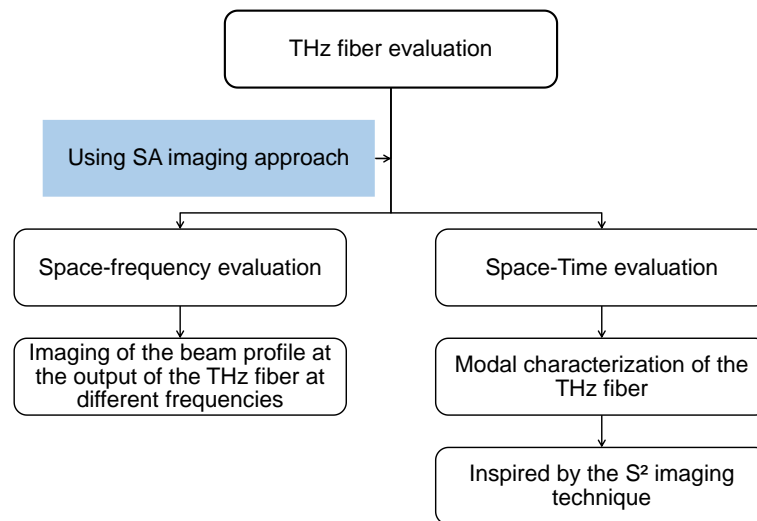 THz fiber evaluation
Using SA imaging approach
Space-frequency evaluation
Space-Time evaluation
Imaging of the beam profile at
the output of the THz fiber at
different frequencies
Modal characterization of the
THz fiber
Inspired by the S² imaging
technique